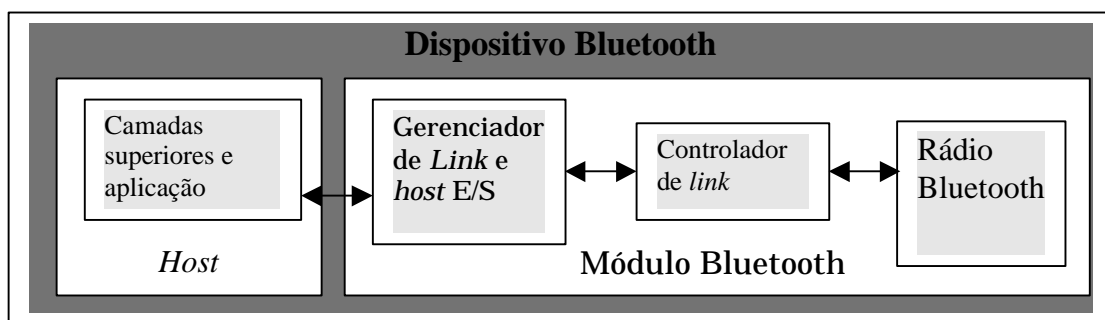 Dispositivo Bluetooth
Camadas
superiores e
aplicação
Host
Gerenciador
de Link e
host E/S
Controlador
de link
Rádio
Bluetooth
Módulo Bluetooth